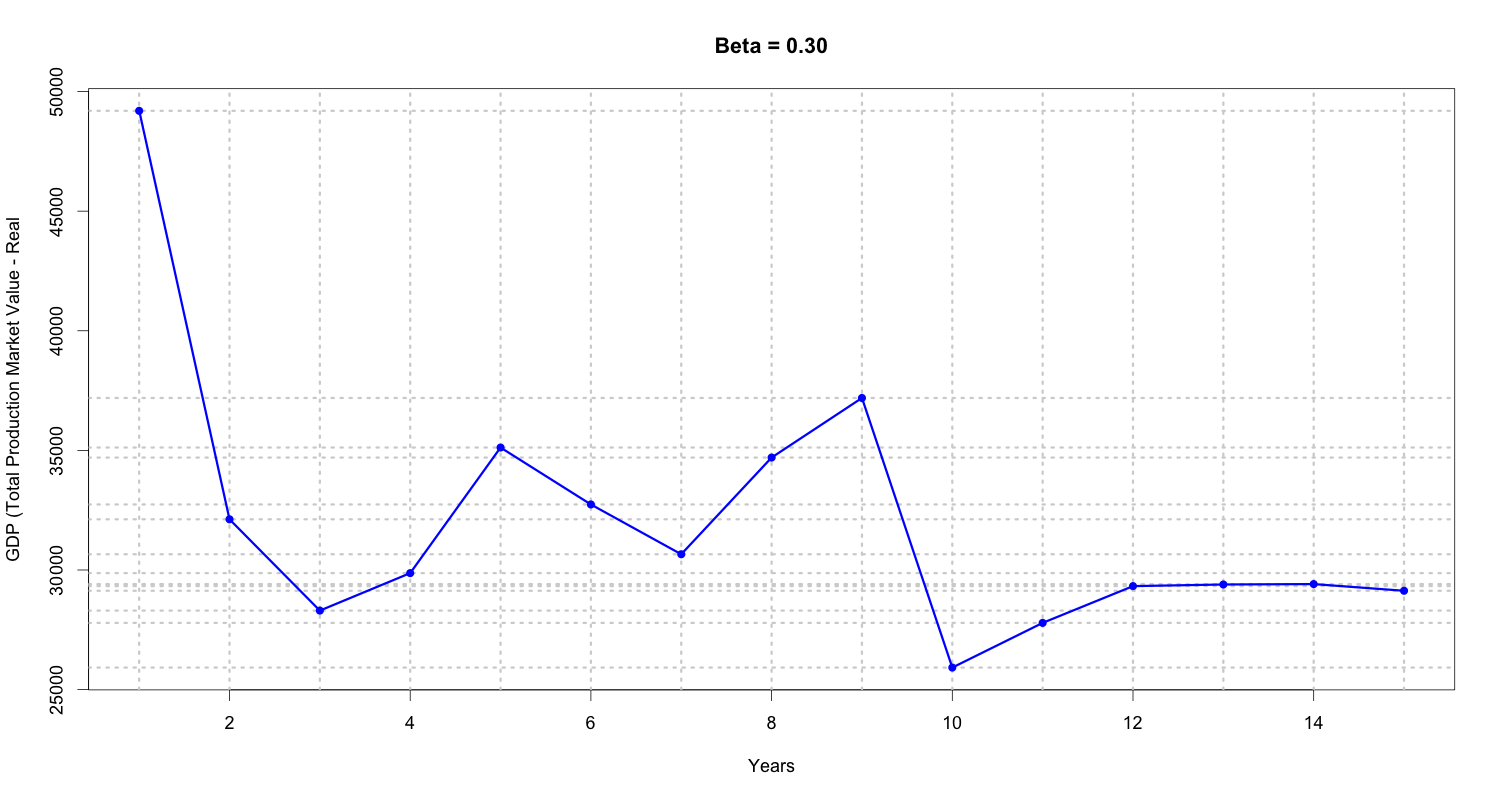 Beta = 0.30
GDP (Total Production Market Value - Real
50000
45000
40000
35000
30000
25000
2 4 6 8 10 12 14
Years